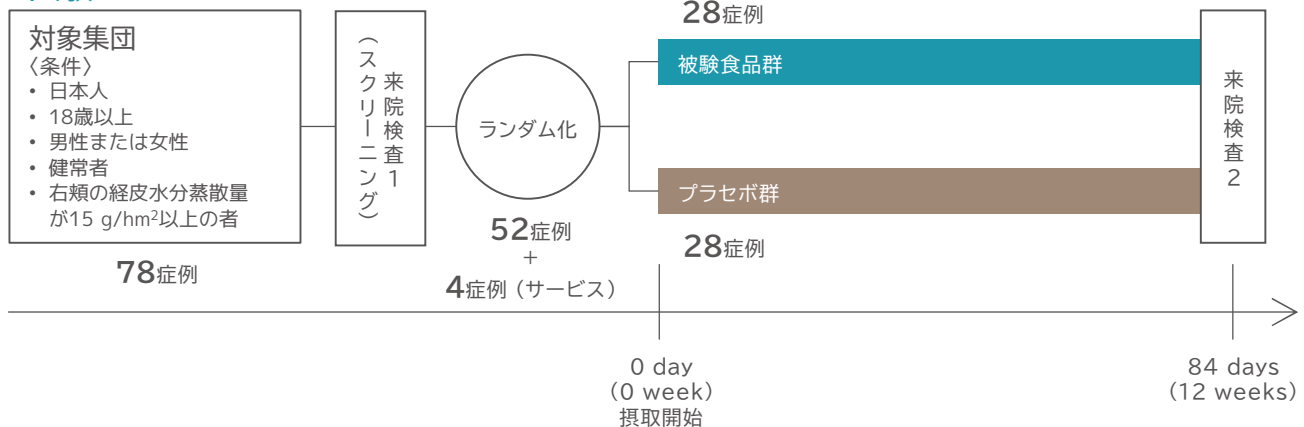 対象集団
〈条件〉
• 日本人
• 18歳以上
• 男性または女性
• 健常者
• 右頬の経皮水分蒸散量
が15 g/hm²以上の者
78症例
来院検査1
（スクリーニング）
ランダム化
52症例
+
4症例（サービス）
28症例
被験食品群
プラセボ群
28症例
来院検査2
0 day
(0 week)
摂取開始
84 days
(12 weeks)